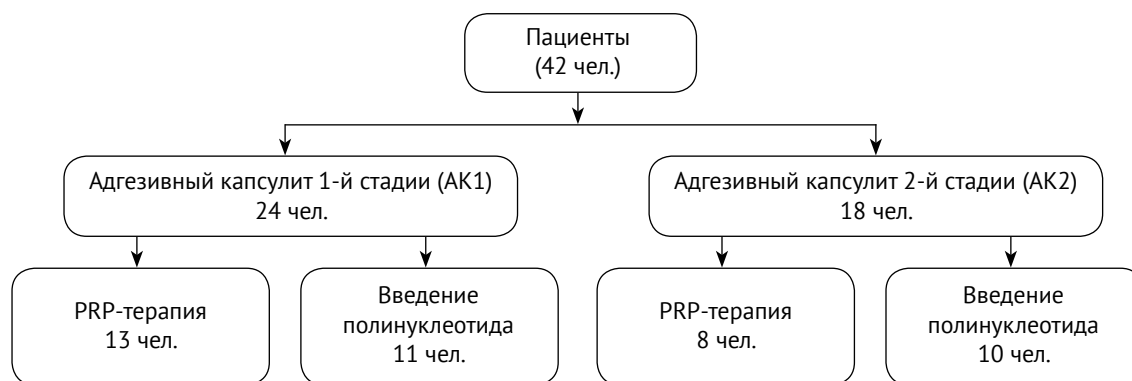 Пациенты
(42 чел.)
Адгезивный капсулит 1-й стадии (АК1)
24 чел.
Адгезивный капсулит 2-й стадии (АК2)
18 чел.
PRP-терапия
13 чел.
Введение
полинуклеотида
11 чел.
PRP-терапия
8 чел.
Введение
полинуклеотида
10 чел.